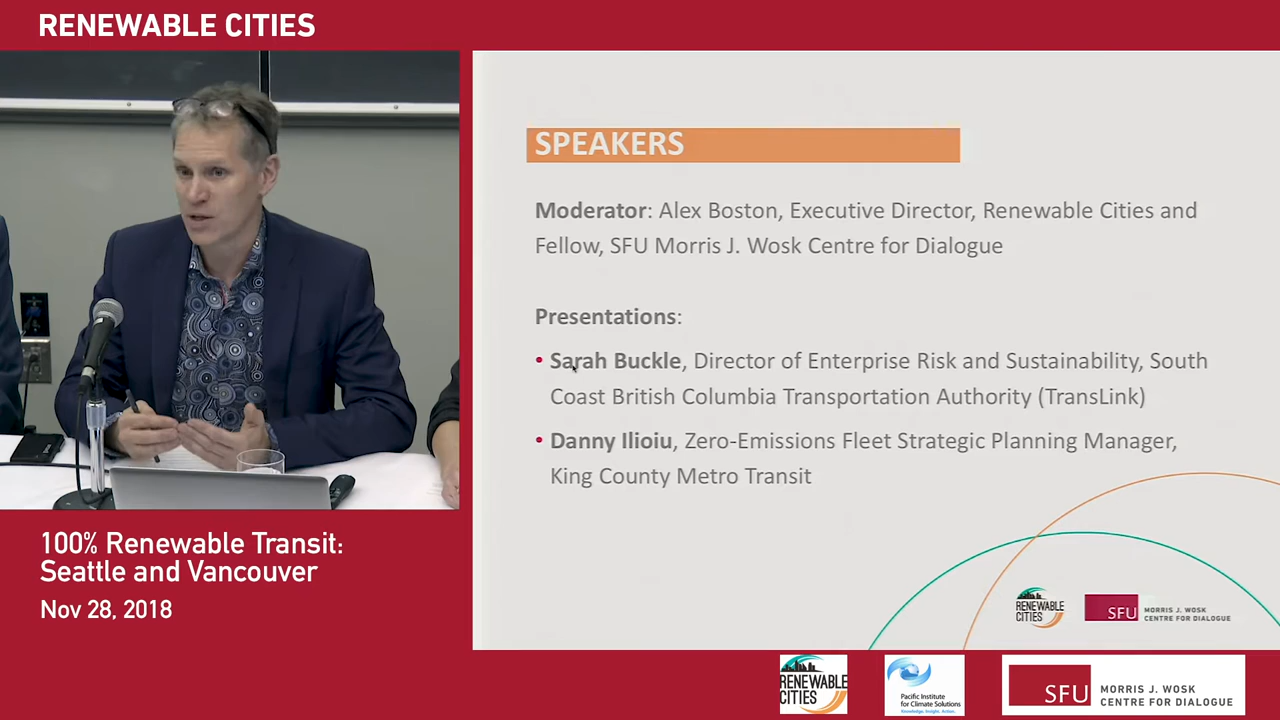 RENEWABLE CITIES
SPEAKERS
Moderator: Alex Boston, Executive Director, Renewable Cities and
Fellow, SFU Morris J. Wosk Centre for Dialogue
Presentations:
• Sarah Buckle, Director of Enterprise Risk and Sustainability, South
Coast British Columbia Transportation Authority (TransLink)
• Danny Ilioiu, Zero-Emissions Fleet Strategic Planning Manager,
King County Metro Transit
100% Renewable Transit:
Seattle and Vancouver
Nov 28, 2018
RENEWABLE
CITIES
SFU
MORRIS J. WOSK
CENTRE FOR DIALOGUE
RENEWABLE
CITIES
Pacific Institute
for Climate Solutions
Knowledge. Insight. Action.
SFU
MORRIS J. WOSK
CENTRE FOR DIALOGUE